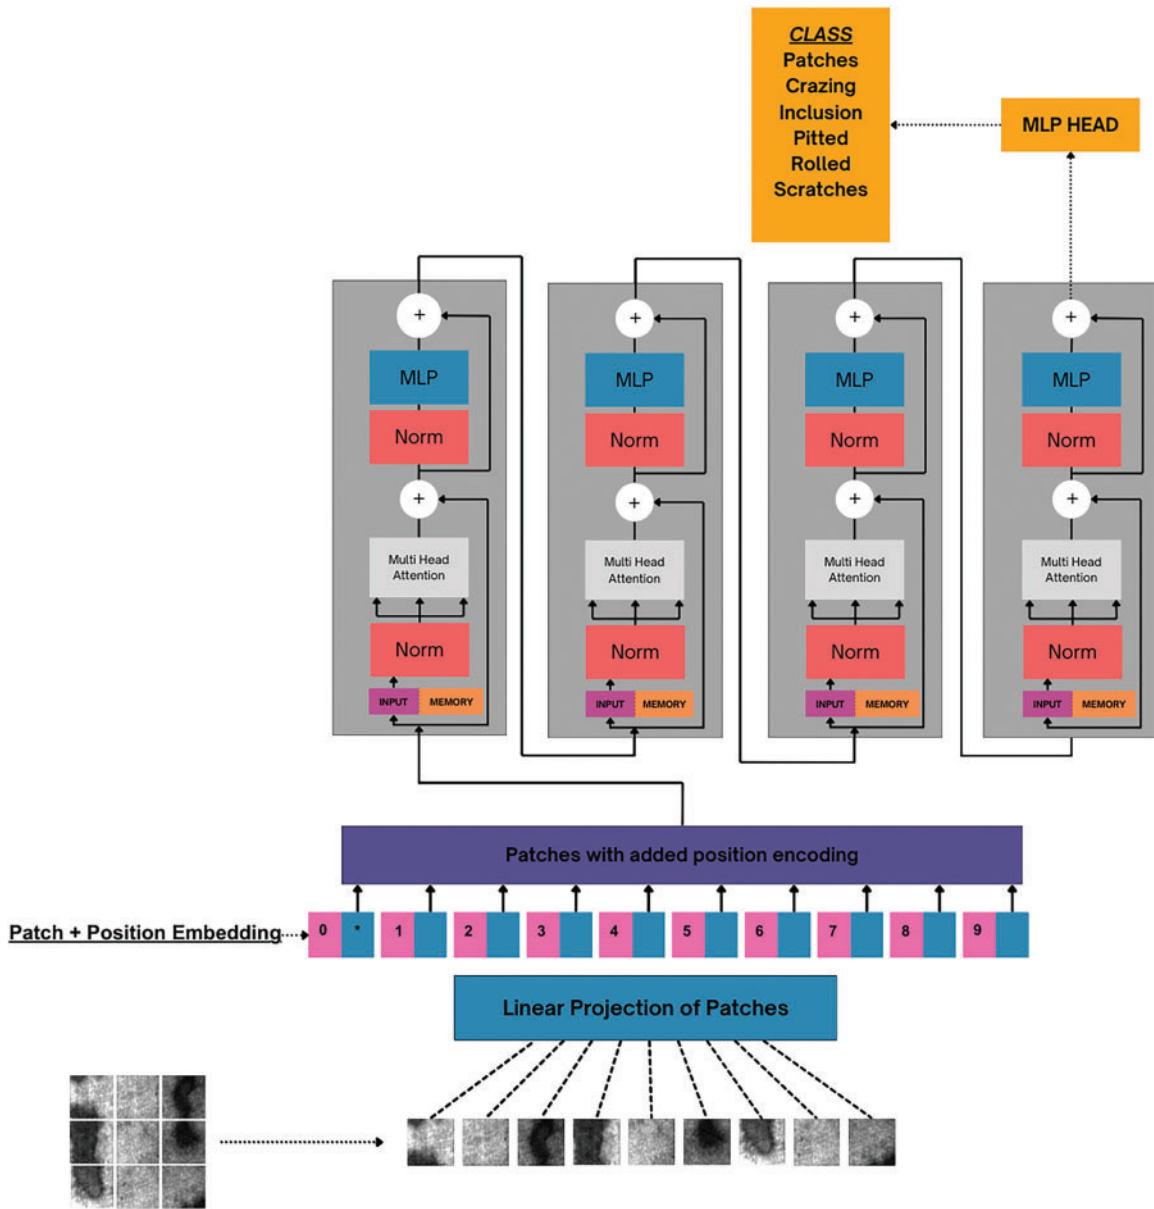 CLASS
Patches
Crazing
Inclusion
Pitted
Rolled
Scratches
MLP HEAD
+
MLP
Norm
+
Multi Head
Attention
Norm
INPUT MEMORY
+
MLP
Norm
+
Multi Head
Attention
Norm
INPUT MEMORY
+
MLP
Norm
+
Multi Head
Attention
Norm
INPUT MEMORY
+
MLP
Norm
+
Multi Head
Attention
Norm
INPUT MEMORY
Patches with added position encoding
Patch + Position Embedding
0 * 1 2 3 4 5 6 7 8 9
Linear Projection of Patches